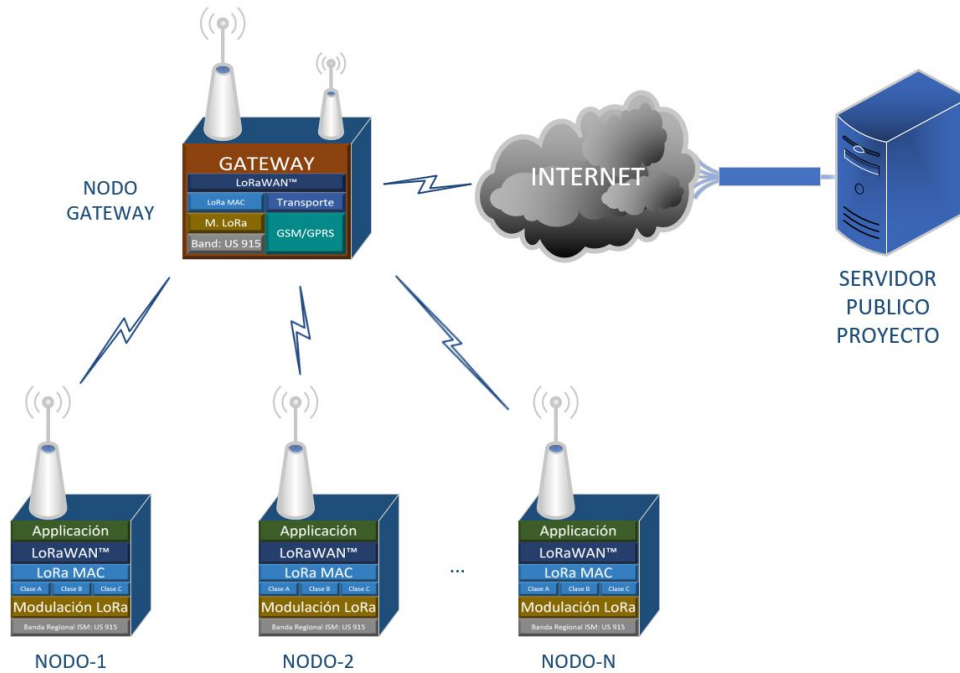 GATEWAY
LoRaWAN™
LoRa MAC
Transporte
M. LoRa
GSM/GPRS
Band: US 915
NODO
GATEWAY
INTERNET
SERVIDOR
PUBLICO
PROYECTO
Applicación
LoRaWAN™
LoRa MAC
Clase A
Clase B
Clase C
Modulación LoRa
Banda Regional ISM: US 915
NODO-1
Applicación
LoRaWAN™
LoRa MAC
Clase A
Clase B
Clase C
Modulación LoRa
Banda Regional ISM: US 915
NODO-2
...
Applicación
LoRaWAN™
LoRa MAC
Clase A
Clase B
Clase C
Modulación LoRa
Banda Regional ISM: US 915
NODO-N